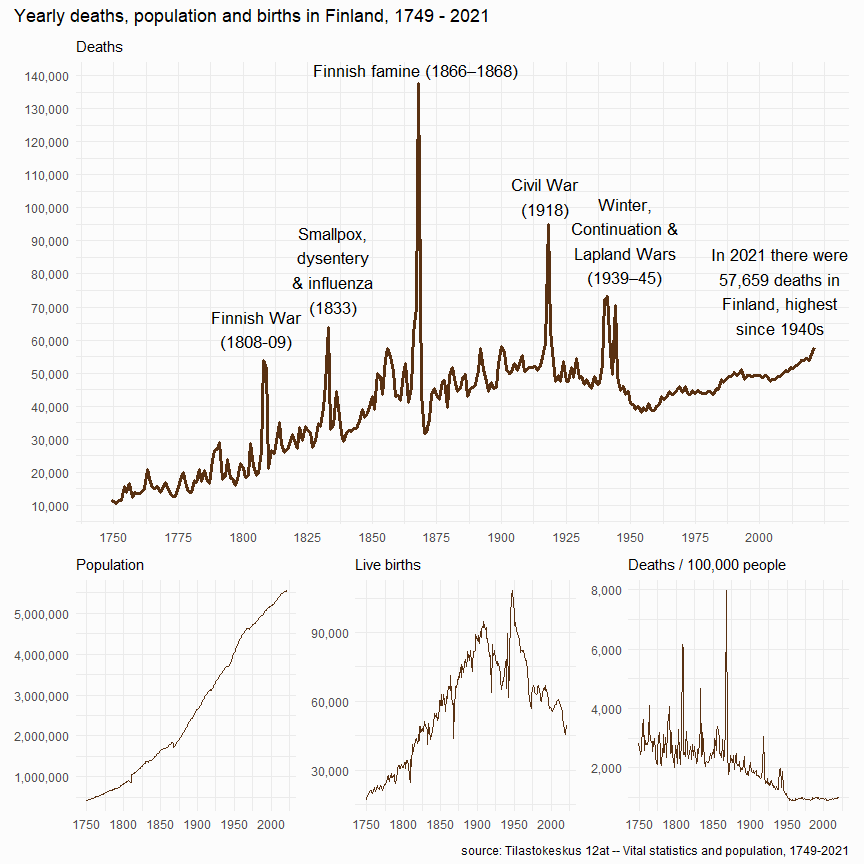 Yearly deaths, population and births in Finland, 1749 - 2021
Deaths
140,000
130,000
120,000
110,000
100,000
90,000
80,000
70,000
60,000
50,000
40,000
30,000
20,000
10,000
Finnish famine (1866–1868)
Civil War
(1918)
Winter,
Continuation &
Lapland Wars
(1939–45)
Smallpox,
dysentery
& influenza
(1833)
Finnish War
(1808-09)
In 2021 there were
57,659 deaths in
Finland, highest
since 1940s
1750 1775 1800 1825 1850 1875 1900 1925 1950 1975 2000
Population
5,000,000
4,000,000
3,000,000
2,000,000
1,000,000
1750 1800 1850 1900 1950 2000
Live births
90,000
60,000
30,000
1750 1800 1850 1900 1950 2000
Deaths / 100,000 people
8,000
6,000
4,000
2,000
1750 1800 1850 1900 1950 2000
source: Tilastokeskus 12at -- Vital statistics and population, 1749-2021